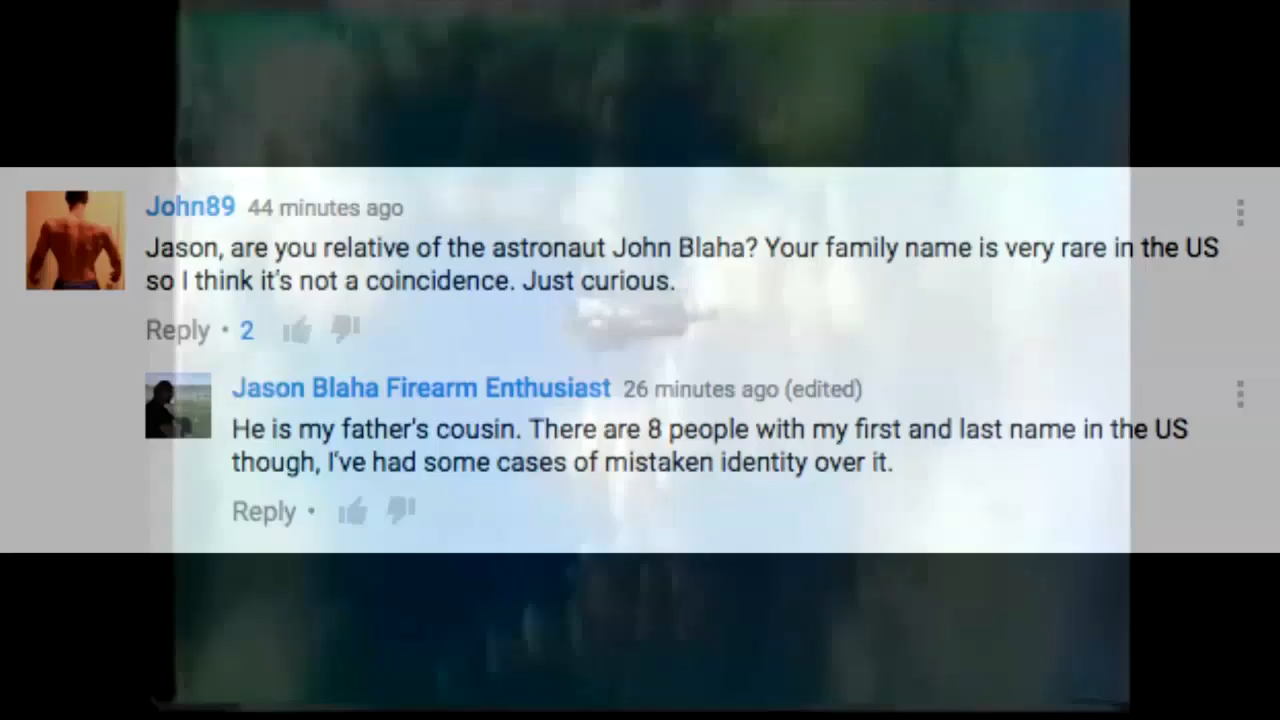 John89 44 minutes ago
Jason, are you relative of the astronaut John Blaha? Your family name is very rare in the US
so I think it's not a coincidence. Just curious.
Reply • 2
Jason Blaha Firearm Enthusiast 26 minutes ago (edited)
He is my father's cousin. There are 8 people with my first and last name in the US
though, I've had some cases of mistaken identity over it.
Reply •